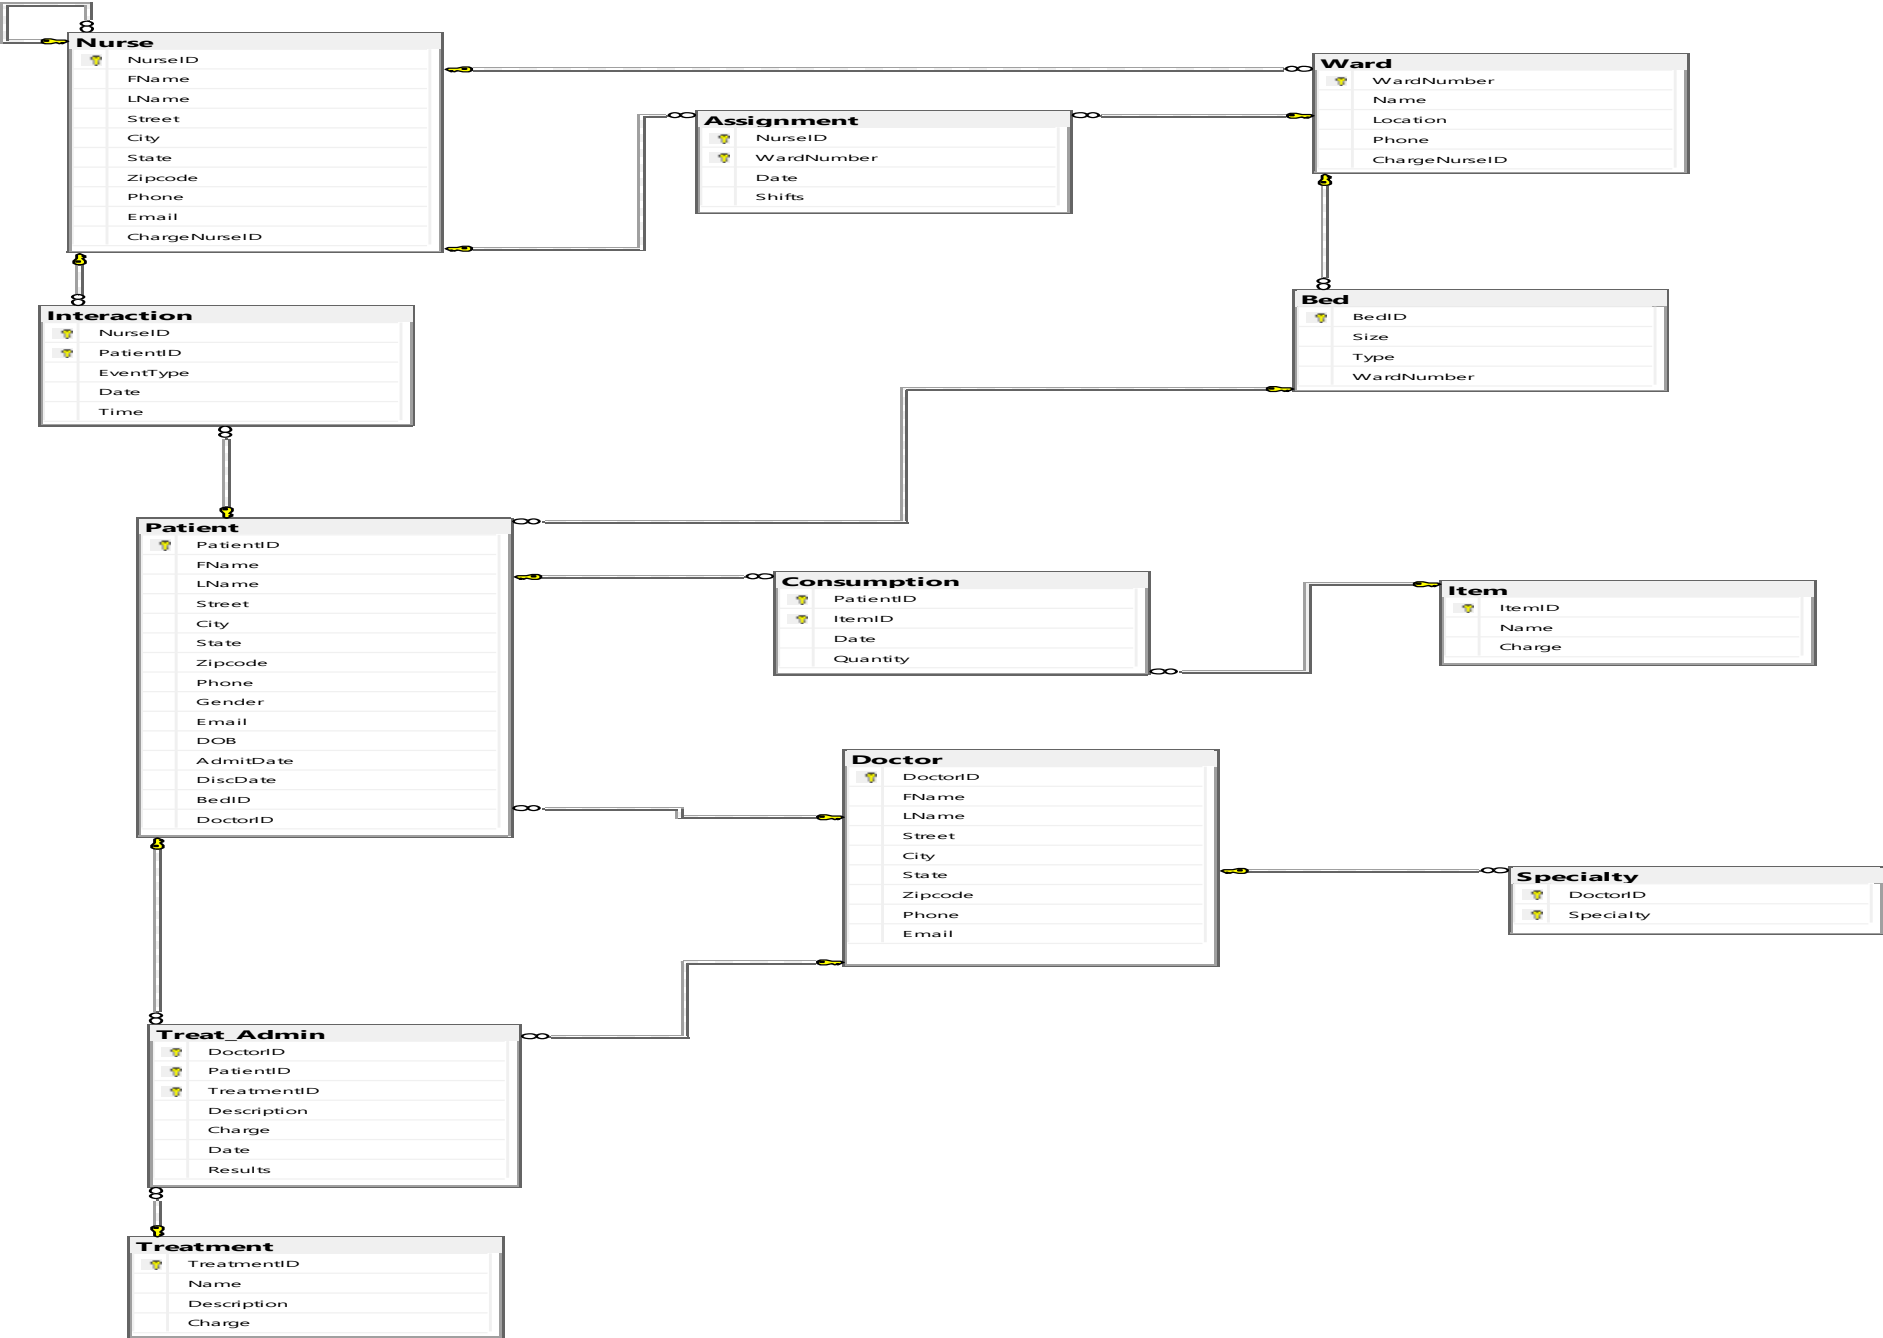 Nurse
NurseID
FName
LName
Street
City
State
Zipcode
Phone
Email
ChargeNurseID
Ward
WardNumber
Name
Location
Phone
ChargeNurseID
Assignment
NurseID
WardNumber
Date
Shifts
Interaction
NurseID
PatientID
EventType
Date
Time
Bed
BedID
Size
Type
WardNumber
Patient
PatientID
FName
LName
Street
City
State
Zipcode
Phone
Gender
Email
DOB
AdmitDate
DiscDate
BedID
DoctorID
Consumption
PatientID
ItemID
Date
Quantity
Item
ItemID
Name
Charge
Doctor
DoctorID
FName
LName
Street
City
State
Zipcode
Phone
Email
Specialty
DoctorID
Specialty
Treat_Admin
DoctorID
PatientID
TreatmentID
Description
Charge
Date
Results
Treatment
TreatmentID
Name
Description
Charge